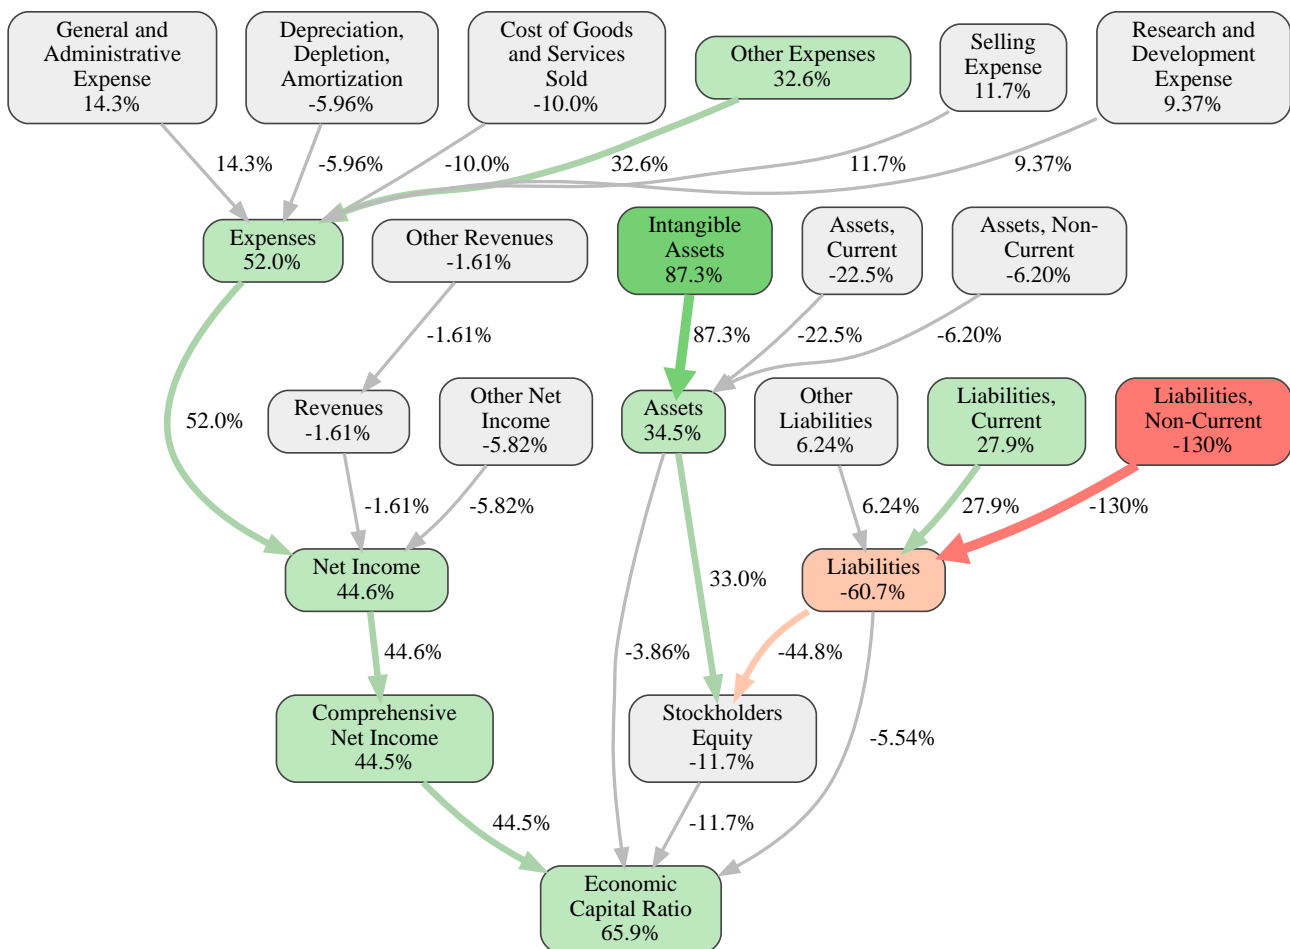 General and
Administrative
Expense
14.3%
Depreciation,
Depletion,
Amortization
-5.96%
Cost of Goods
and Services
Sold
-10.0%
Other Expenses
32.6%
Selling
Expense
11.7%
Research and
Development
Expense
9.37%
14.3%
-5.96%
-10.0%
32.6%
11.7%
9.37%
Expenses
52.0%
Other Revenues
-1.61%
Intangible
Assets
87.3%
Assets,
Current
-22.5%
Assets, Non-
Current
-6.20%
-1.61%
87.3%
-22.5%
-6.20%
52.0%
Revenues
-1.61%
Other Net
Income
-5.82%
Assets
34.5%
Other
Liabilities
6.24%
Liabilities,
Current
27.9%
Liabilities,
Non-Current
-130%
-1.61%
-5.82%
6.24%
27.9%
-130%
Net Income
44.6%
33.0%
Liabilities
-60.7%
44.6%
-3.86%
-44.8%
Comprehensive
Net Income
44.5%
Stockholders
Equity
-11.7%
-5.54%
44.5%
-11.7%
Economic
Capital Ratio
65.9%